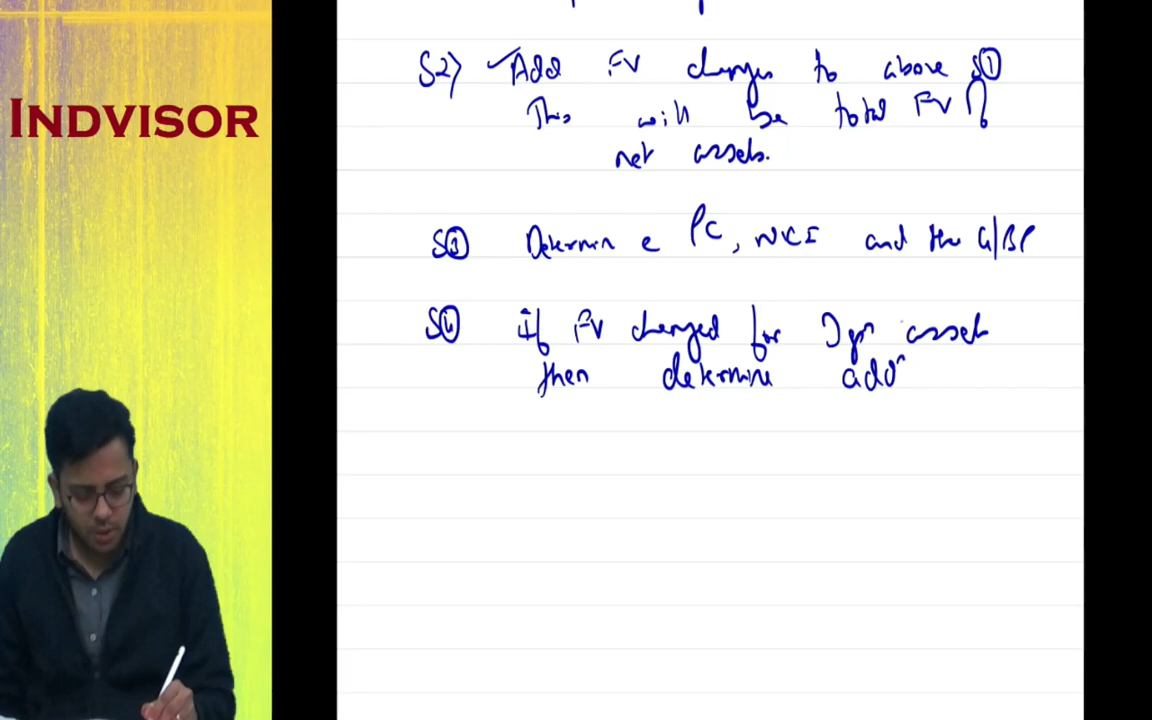 INDVISOR
S2) Add FV changes to above S①
This will be total FV of
net assets.
S③ Determine PC, NCI and the G/BP
S④ If FV changed for Dep asset
then determine addn